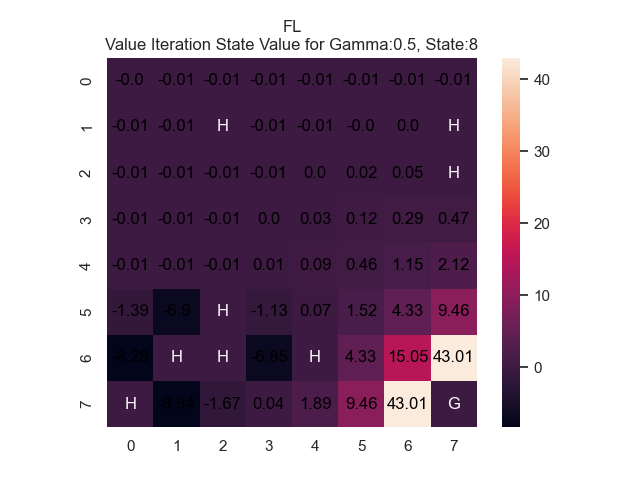 FL
Value Iteration State Value for Gamma:0.5, State:8
0 -0.0 -0.01 -0.01 -0.01 -0.01 -0.01 -0.01 -0.01
1 -0.01 -0.01 H -0.01 -0.01 -0.0 0.0 H
2 -0.01 -0.01 -0.01 -0.01 0.0 0.02 0.05 H
3 -0.01 -0.01 -0.01 0.0 0.03 0.12 0.29 0.47
4 -0.01 -0.01 -0.01 0.01 0.09 0.46 1.15 2.12
5 -1.39 -6.9 H -1.13 0.07 1.52 4.33 9.46
6 -8.28 H H -6.85 H 4.33 15.05 43.01
7 H -8.34 -1.67 0.04 1.89 9.46 43.01 G
0 1 2 3 4 5 6 7
40
30
20
10
0